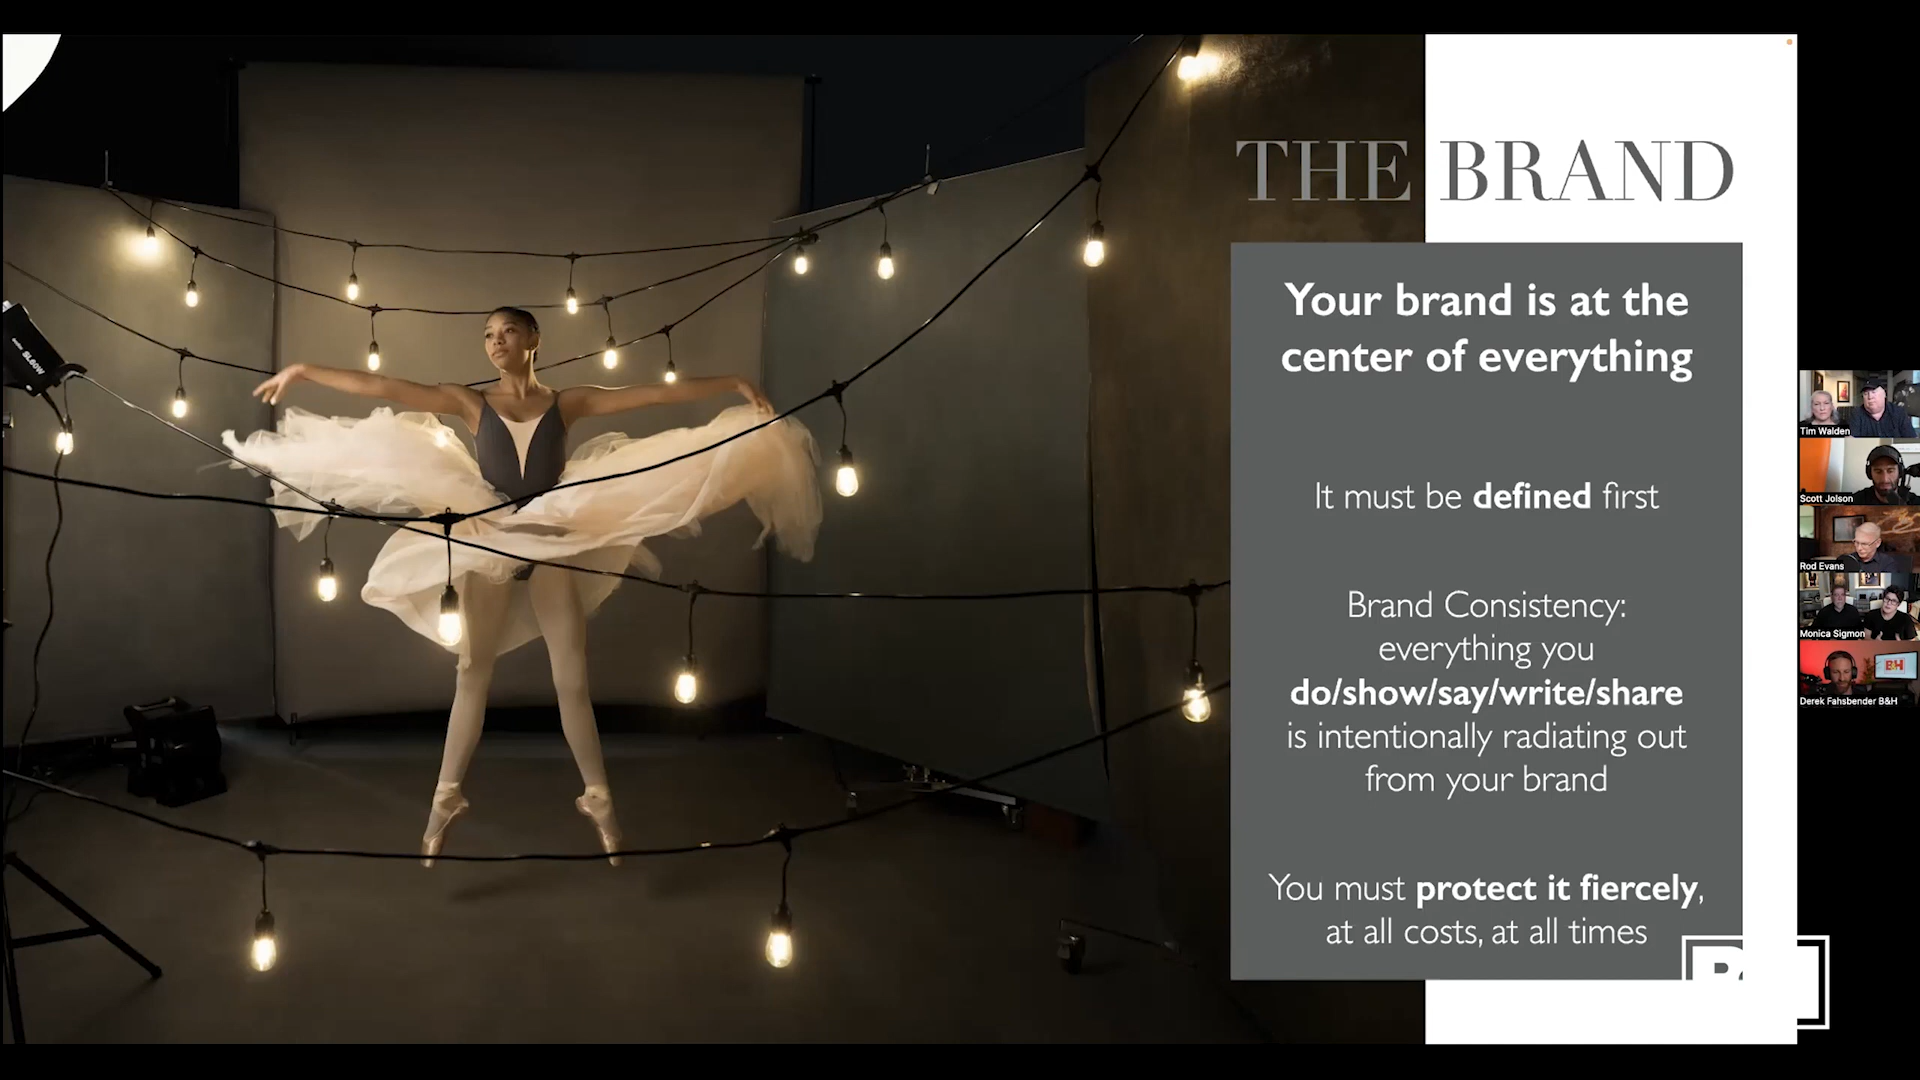 THE BRAND
Your brand is at the
center of everything
It must be defined first
Brand Consistency:
everything you
do/show/say/write/share
is intentionally radiating out
from your brand
You must protect it fiercely,
at all costs, at all times
SL60W
Tim Walden
Scott Jolson
Rod Evans
Monica Sigmon
B&H
Derek Fahsbender B&H